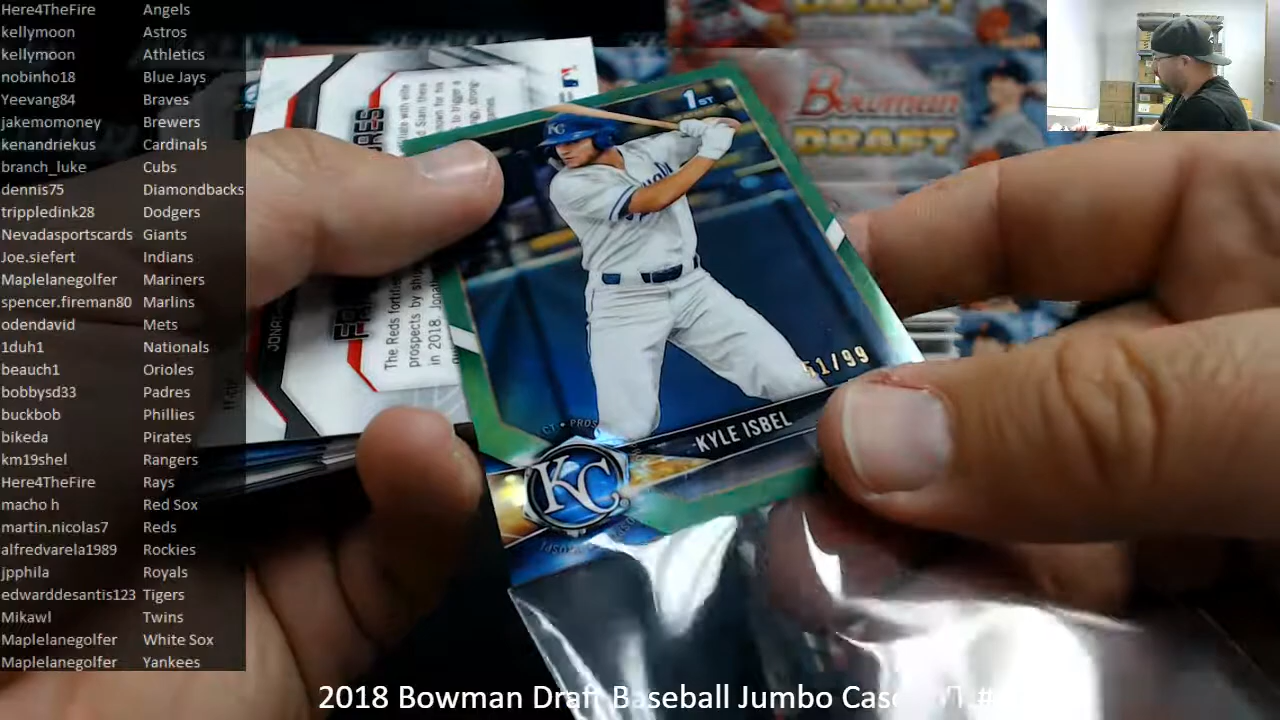 Here4TheFire Angels
kellymoon Astros
kellymoon Athletics
nobinho18 Blue Jays
Yeevang84 Braves
jakemomoney Brewers
kenandriekus Cardinals
branch_luke Cubs
dennis75 Diamondbacks
trippledink28 Dodgers
Nevadasportscards Giants
Joe.siefert Indians
Maplelanegolfer Mariners
spencer.fireman80 Marlins
odendavid Mets
1duh1 Nationals
beauch1 Orioles
bobbysd33 Padres
buckbob Phillies
bikeda Pirates
km19shel Rangers
Here4TheFire Rays
macho h Red Sox
martin.nicolas7 Reds
alfredvarela1989 Rockies
jpphila Royals
edwarddesantis123 Tigers
Mikawl Twins
Maplelanegolfer White Sox
Maplelanegolfer Yankees
DRAFT
Bowman
DRAFT
1ST
KC
51/99
KYLE ISBEL
KC
The Reds
prospects by
in 2018.
2018 Bowman Draft Baseball Jumbo Case